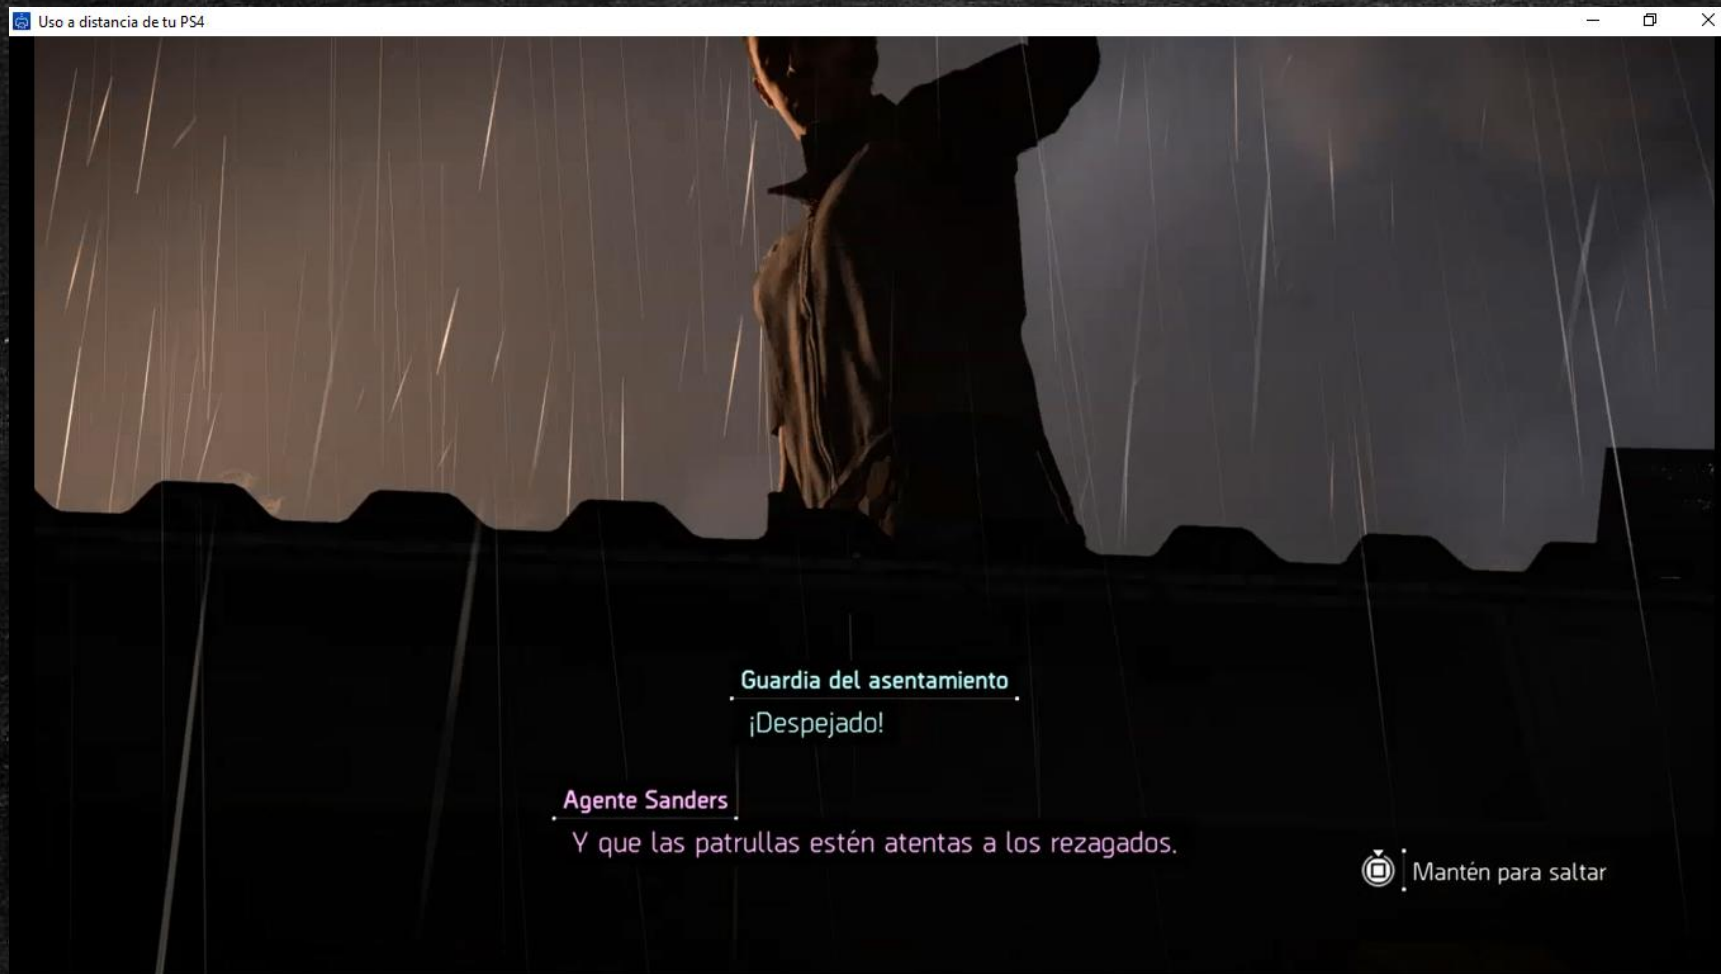 Uso a distancia de tu PS4
Guardia del asentamiento
¡Despejado!
Agente Sanders
Y que las patrullas estén atentas a los rezagados.
Mantén para saltar